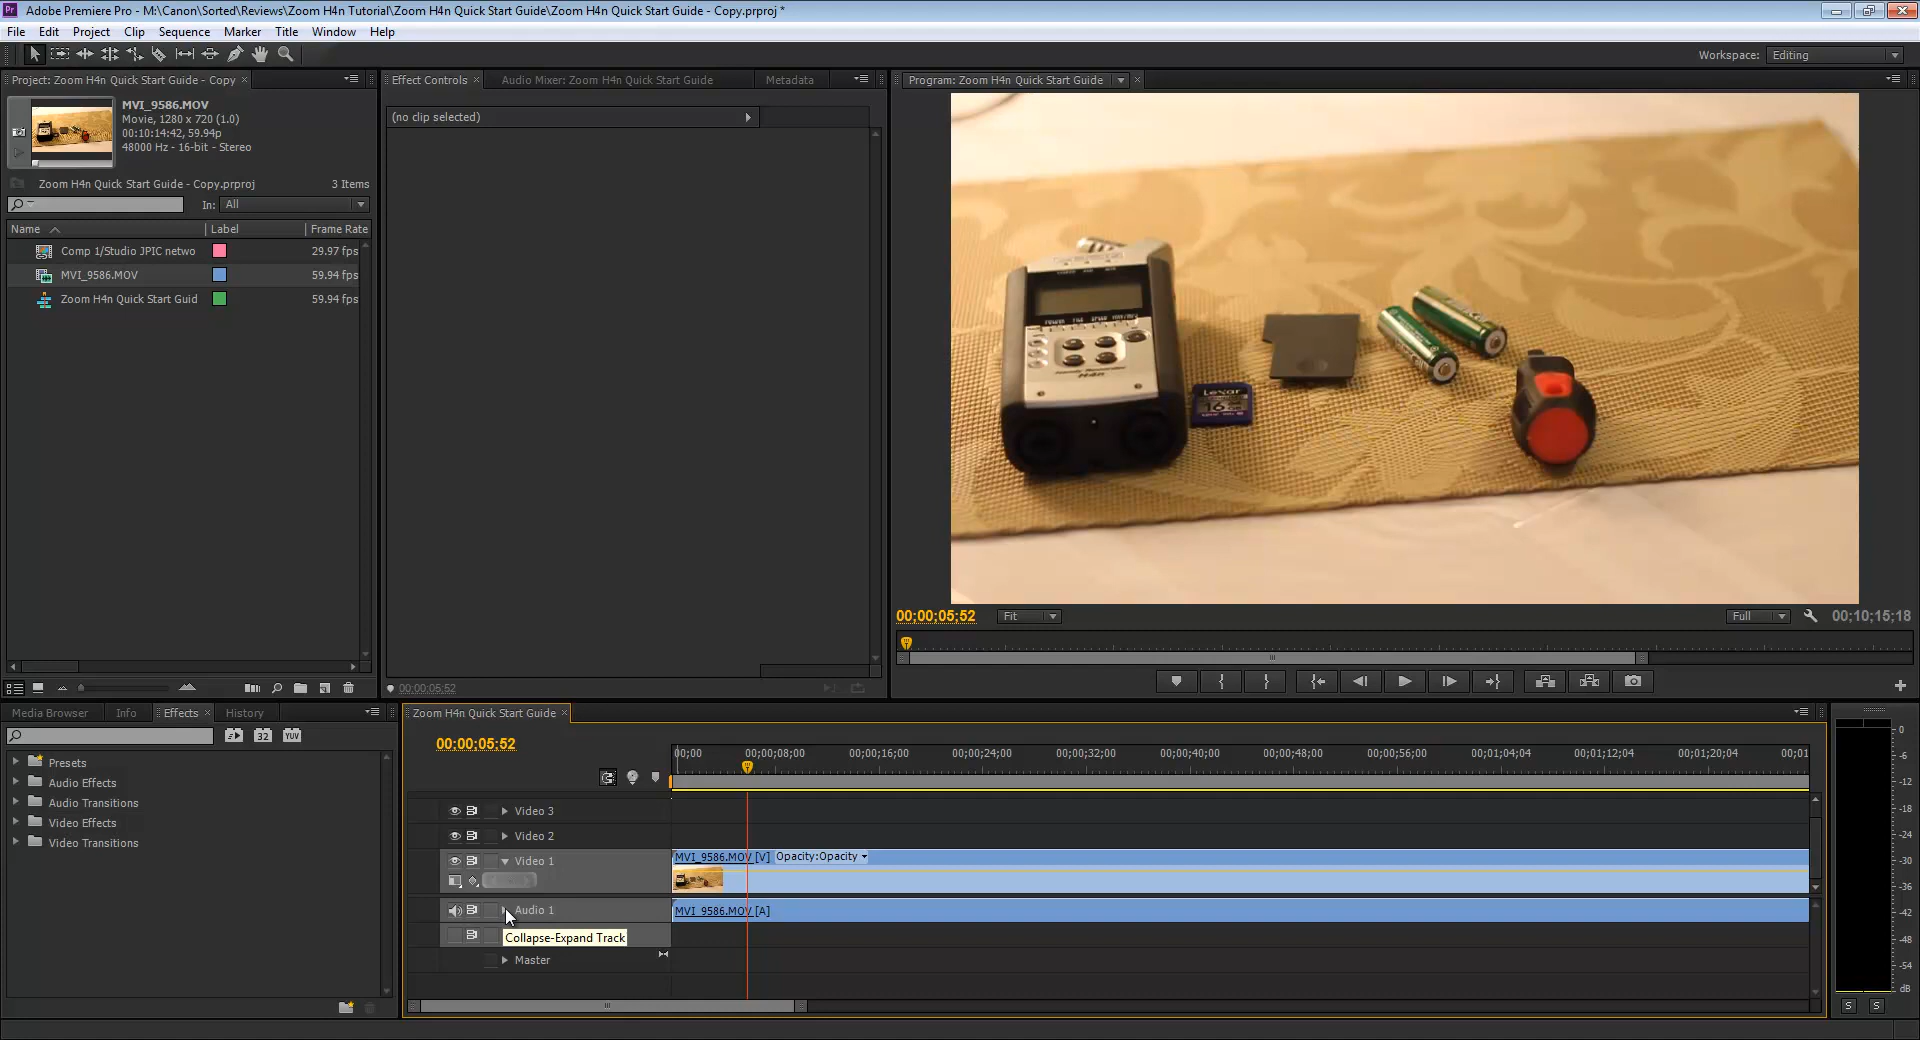 Adobe Premiere Pro - M:\Canon\Sorted\Reviews\Zoom H4n Tutorial\Zoom H4n Quick Start Guide\Zoom H4n Quick Start Guide - Copy.prproj *
File Edit Project Clip Sequence Marker Title Window Help
Workspace: Editing
Project: Zoom H4n Quick Start Guide - Copy
MVI_9586.MOV
Movie, 1280 x 720 (1.0)
00:10:14:42, 59.94p
48000 Hz - 16-bit - Stereo
Zoom H4n Quick Start Guide - Copy.prproj 3 Items
In: All
Name Label Frame Rate
Comp 1/Studio JPIC netwo 29.97 fps
MVI_9586.MOV 59.94 fps
Zoom H4n Quick Start Guid 59.94 fps
Effect Controls Audio Mixer: Zoom H4n Quick Start Guide Metadata
(no clip selected)
00:00:05:52
Program: Zoom H4n Quick Start Guide
Lexar
16
H4n
00;00;05;52 Fit Full 00;10;15;18
Media Browser Info Effects History
32 YUV
Presets
Audio Effects
Audio Transitions
Video Effects
Video Transitions
Zoom H4n Quick Start Guide
00:00:05:52
00;00 00;00;08;00 00;00;16;00 00;00;24;00 00;00;32;00 00;00;40;00 00;00;48;00 00;00;56;00 00;01;04;04 00;01;12;04 00;01;20;04 00;01
Video 3
Video 2
Video 1
MVI_9586.MOV [V] Opacity:Opacity
Audio 1
MVI_9586.MOV [A]
Collapse-Expand Track
Master
0
-6
-12
-18
-24
-30
-36
-42
-48
-54
dB
S S